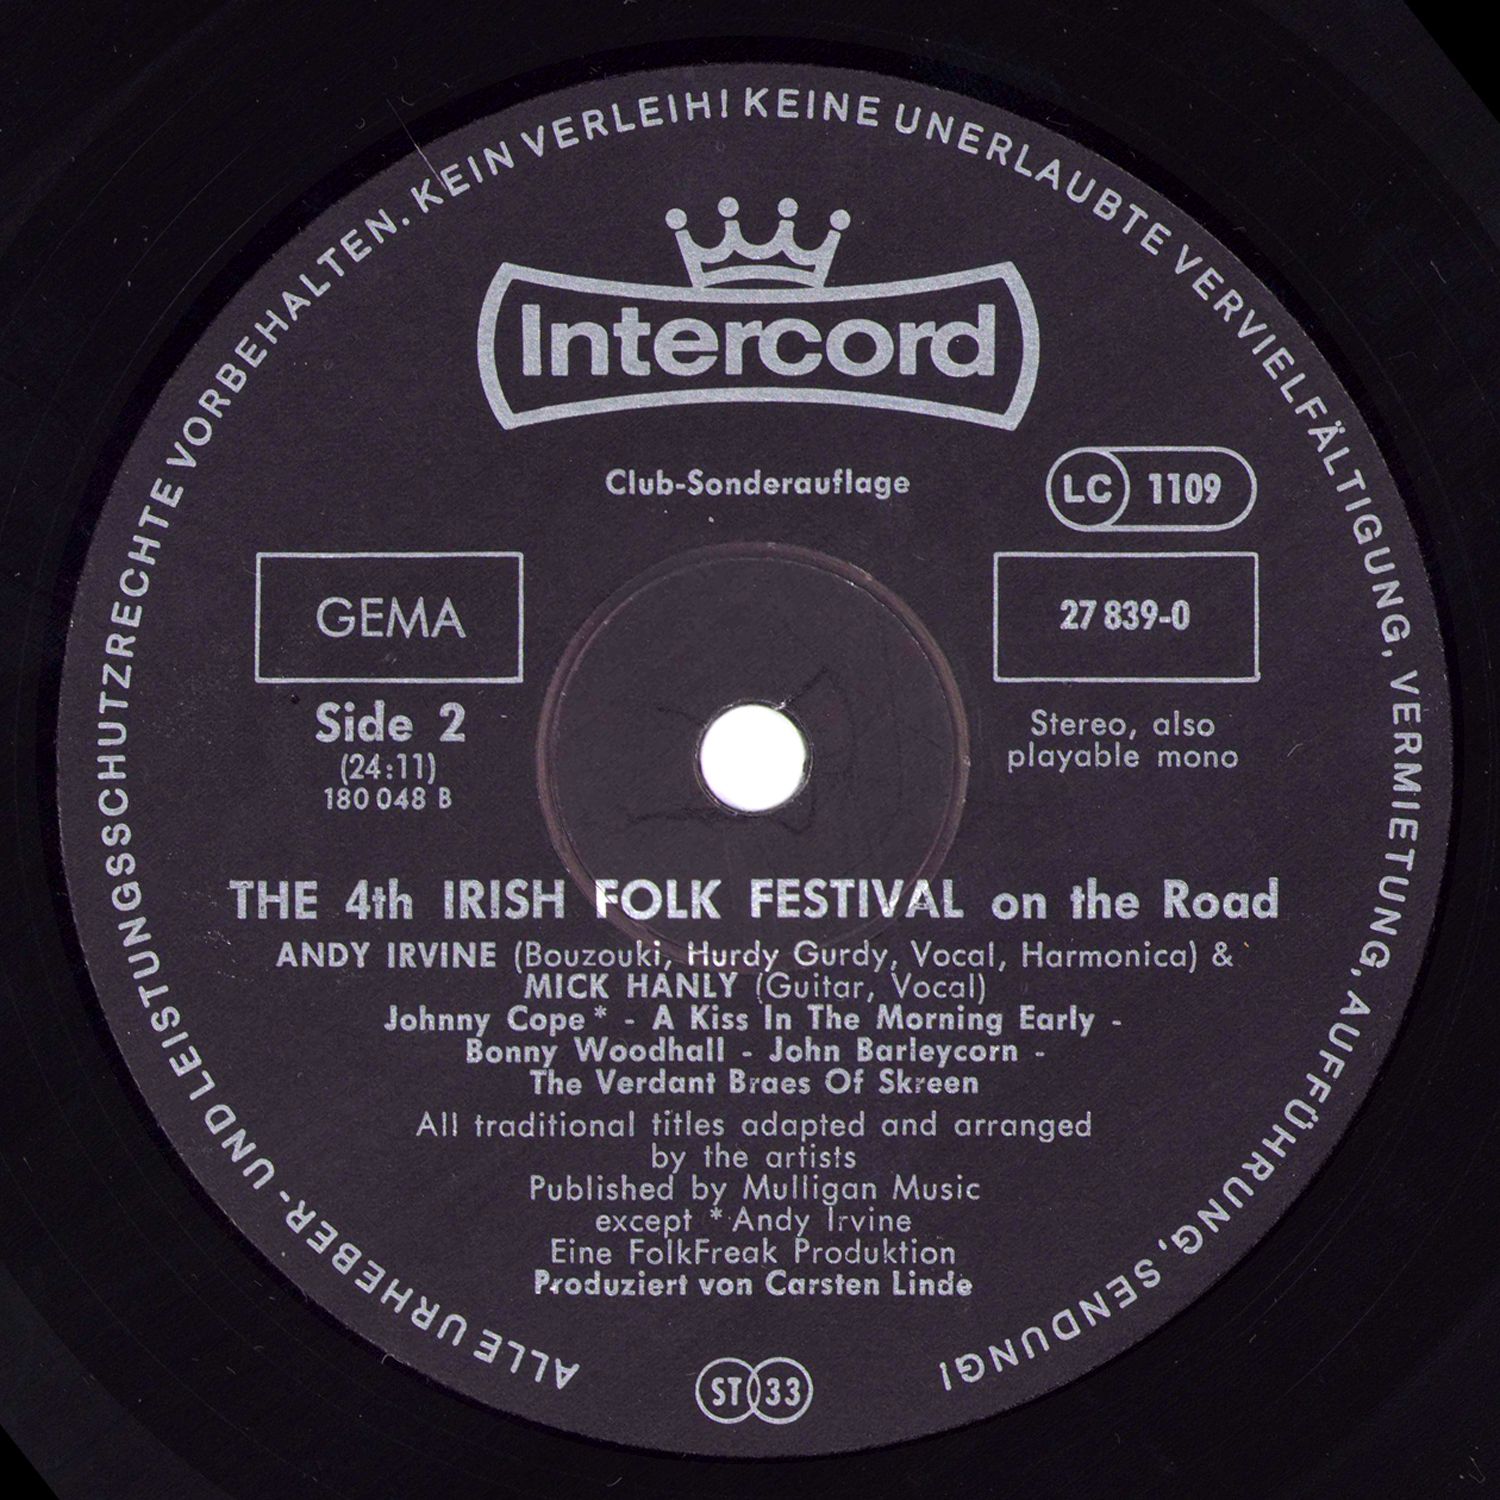 ALLE URHEBER- UND LEISTUNGSSCHUTZRECHTE VORBEHALTEN. KEIN VERLEIH! KEINE UNERLAUBTE VERVIELFÄLTIGUNG, VERMIETUNG, AUFFÜHRUNG, SENDUNG!
Intercord
Club-Sonderauflage
LC 1109
GEMA
27 839-0
Side 2
(24:11)
180 048 B
Stereo, also
playable mono
THE 4th IRISH FOLK FESTIVAL on the Road
ANDY IRVINE (Bouzouki, Hurdy Gurdy, Vocal, Harmonica) &
MICK HANLY (Guitar, Vocal)
Johnny Cope* - A Kiss In The Morning Early -
Bonny Woodhall - John Barleycorn -
The Verdant Braes Of Skreen
All traditional titles adapted and arranged
by the artists
Published by Mulligan Music
except *Andy Irvine
Eine FolkFreak Produktion
Produziert von Carsten Linde
ST 33